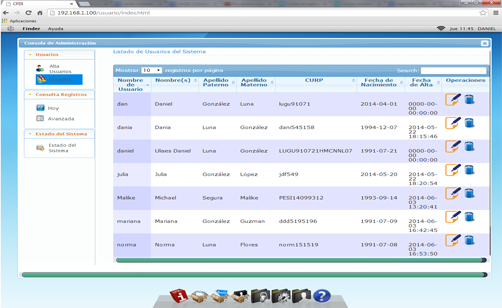 CPDI
192.168.1.100/usuario/index.html
Aplicaciones
Finder Ayuda
Jue 11:45 DANIEL
Consola de Administración
Usuarios
Alta
Usuarios
Consulta Registros
Hoy
Avanzada
Estado del Sistema
Estado del
Sistema
Listado de Usuarios del Sistema
Mostrar 10 registros por página
Search:
Nombre de Usuario Nombre(s) Apellido Paterno Apellido Materno CURP Fecha de Nacimiento Fecha de Alta Operaciones
dan Daniel González Luna lugu91071 2014-04-01 0000-00-00 00:00:00
dania Dania Luna González dani545158 1994-12-07 2014-05-22 18:15:46
daniel Ulises Daniel Luna González LUGU910721HMCNNL07 1991-07-21 0000-00-00 00:00:00
julia Julia González López jdf549 2014-05-20 2014-05-22 18:20:54
Malike Michael Segura Malike PESI14099312 1993-09-14 2014-06-03 13:20:41
mariana Mariana González Guzman ddd5195196 1991-07-09 2014-06-03 16:42:45
norma Norma Luna Flores norm151519 1991-07-08 2014-06-03 16:53:50